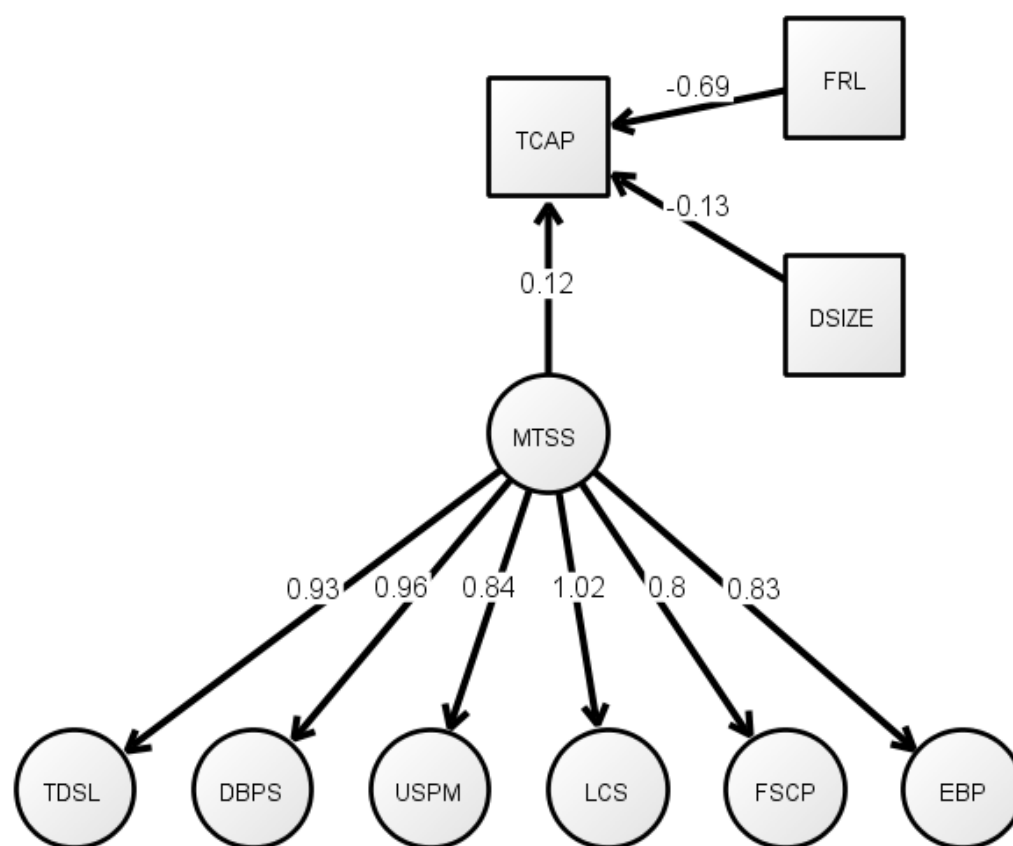 FRL
-0.69
TCAP
-0.13
0.12
DSIZE
MTSS
0.93 0.96 0.84 1.02 0.8 0.83
TDSL DBPS USPM LCS FSCP EBP